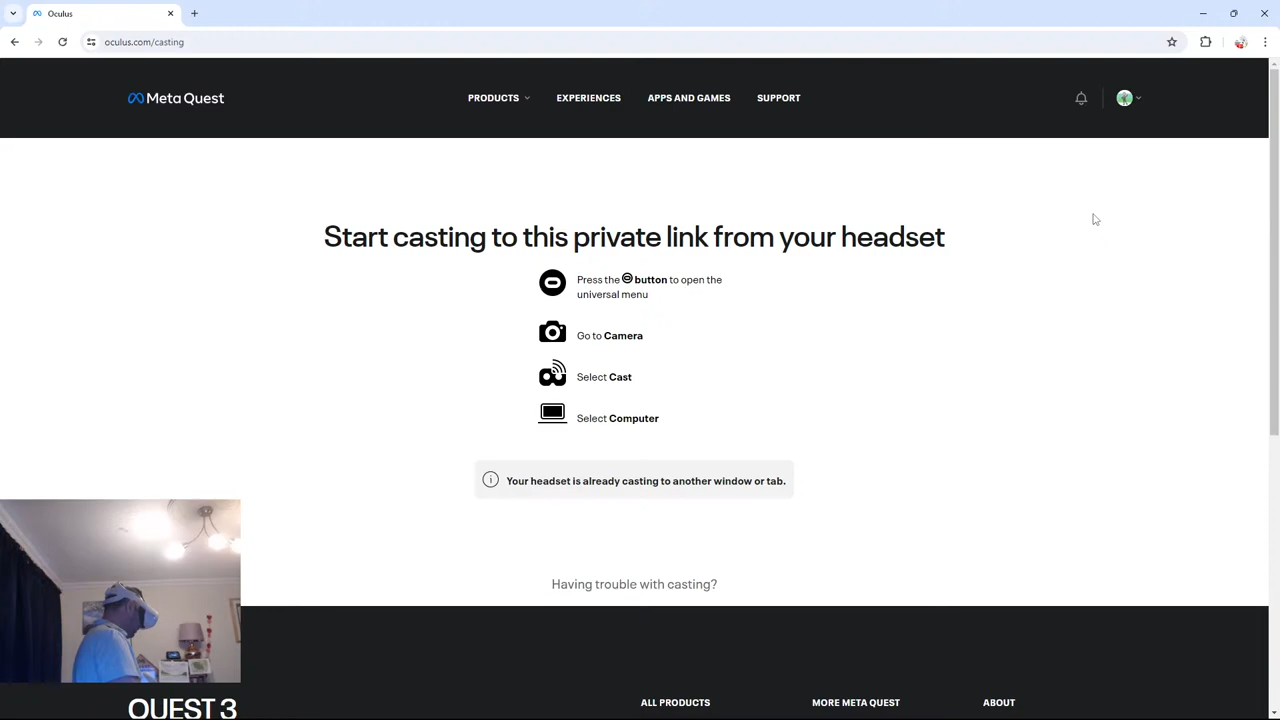 Oculus
oculus.com/casting
Meta Quest
PRODUCTS
EXPERIENCES
APPS AND GAMES
SUPPORT
Start casting to this private link from your headset
Press the button to open the
universal menu
Go to Camera
Select Cast
Select Computer
Your headset is already casting to another window or tab.
Having trouble with casting?
QUEST 3
ALL PRODUCTS
MORE META QUEST
ABOUT